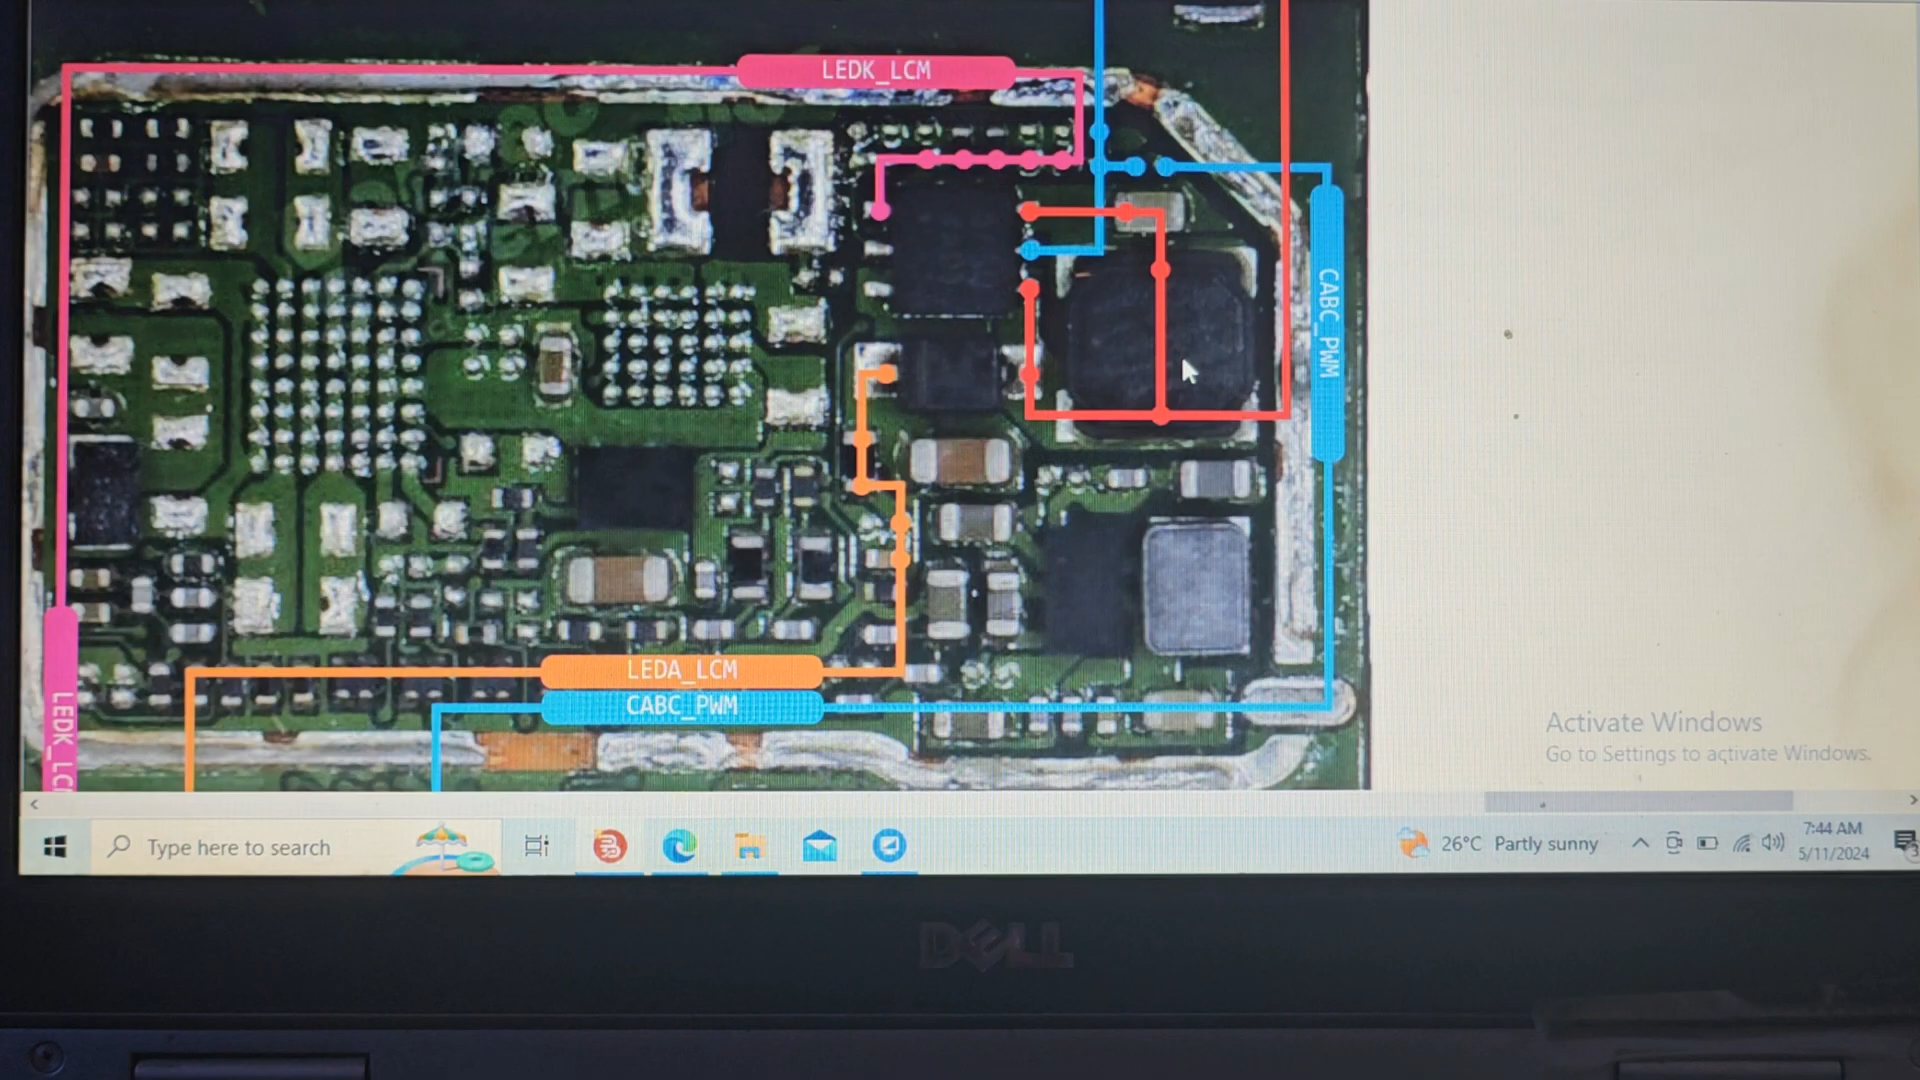 LEDK_LCM
CABC_PWM
LEDA_LCM
CABC_PWM
Activate Windows
Go to Settings to activate Windows.
Type here to search
26°C Partly sunny
7:44 AM
5/11/2024
3
DELL